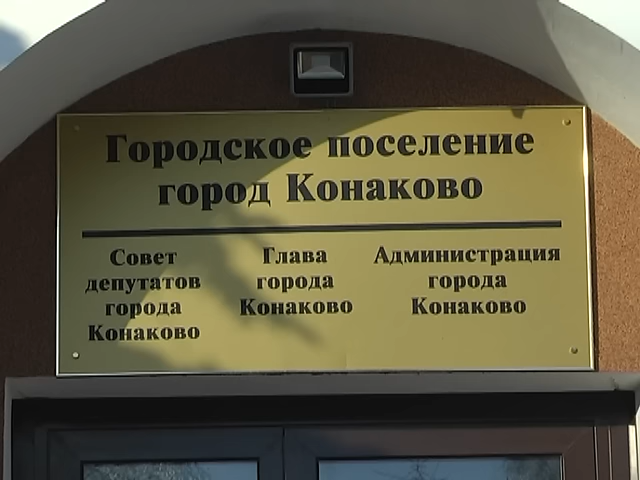 Городское поселение
город Конаково
Совет
депутатов
города
Конаково
Глава
города
Конаково
Администрация
города
Конаково